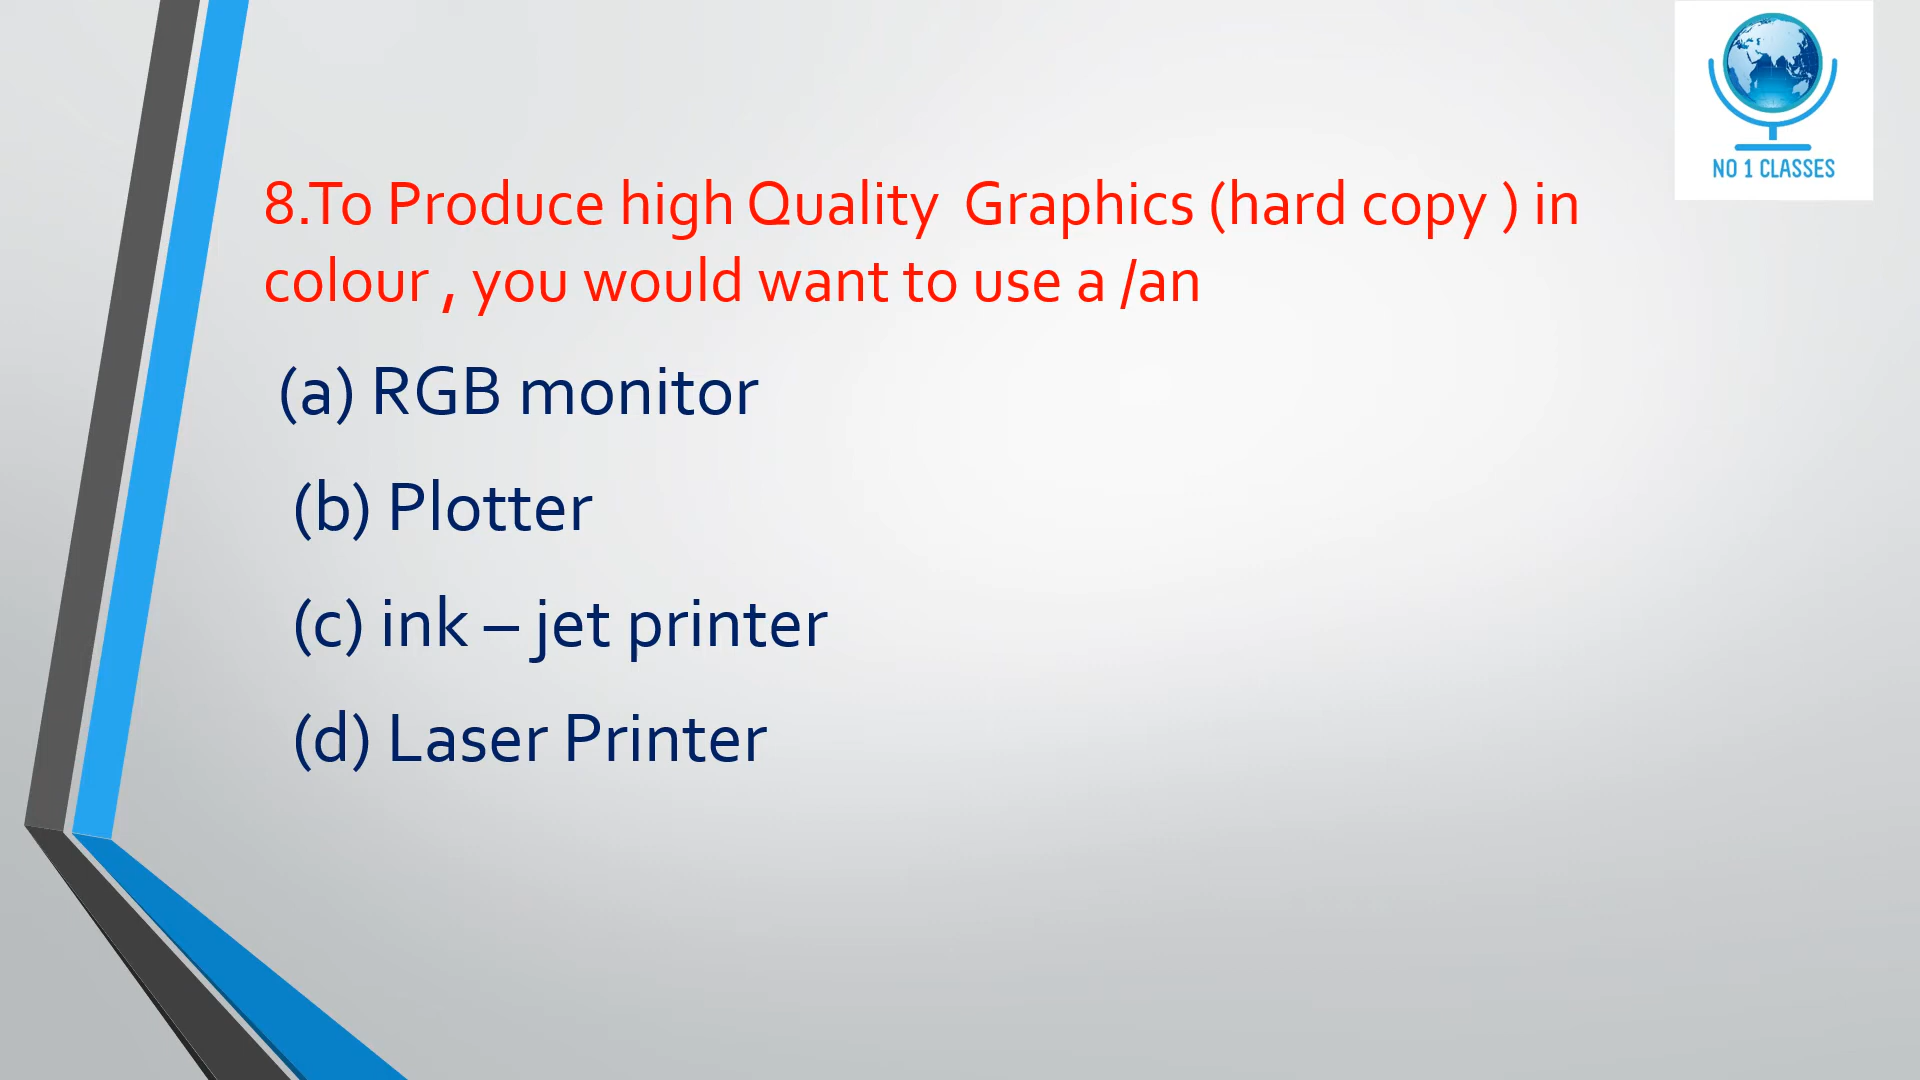 NO 1 CLASSES
8.To Produce high Quality  Graphics (hard copy ) in
colour , you would want to use a /an
(a) RGB monitor
(b) Plotter
(c) ink – jet printer
(d) Laser Printer